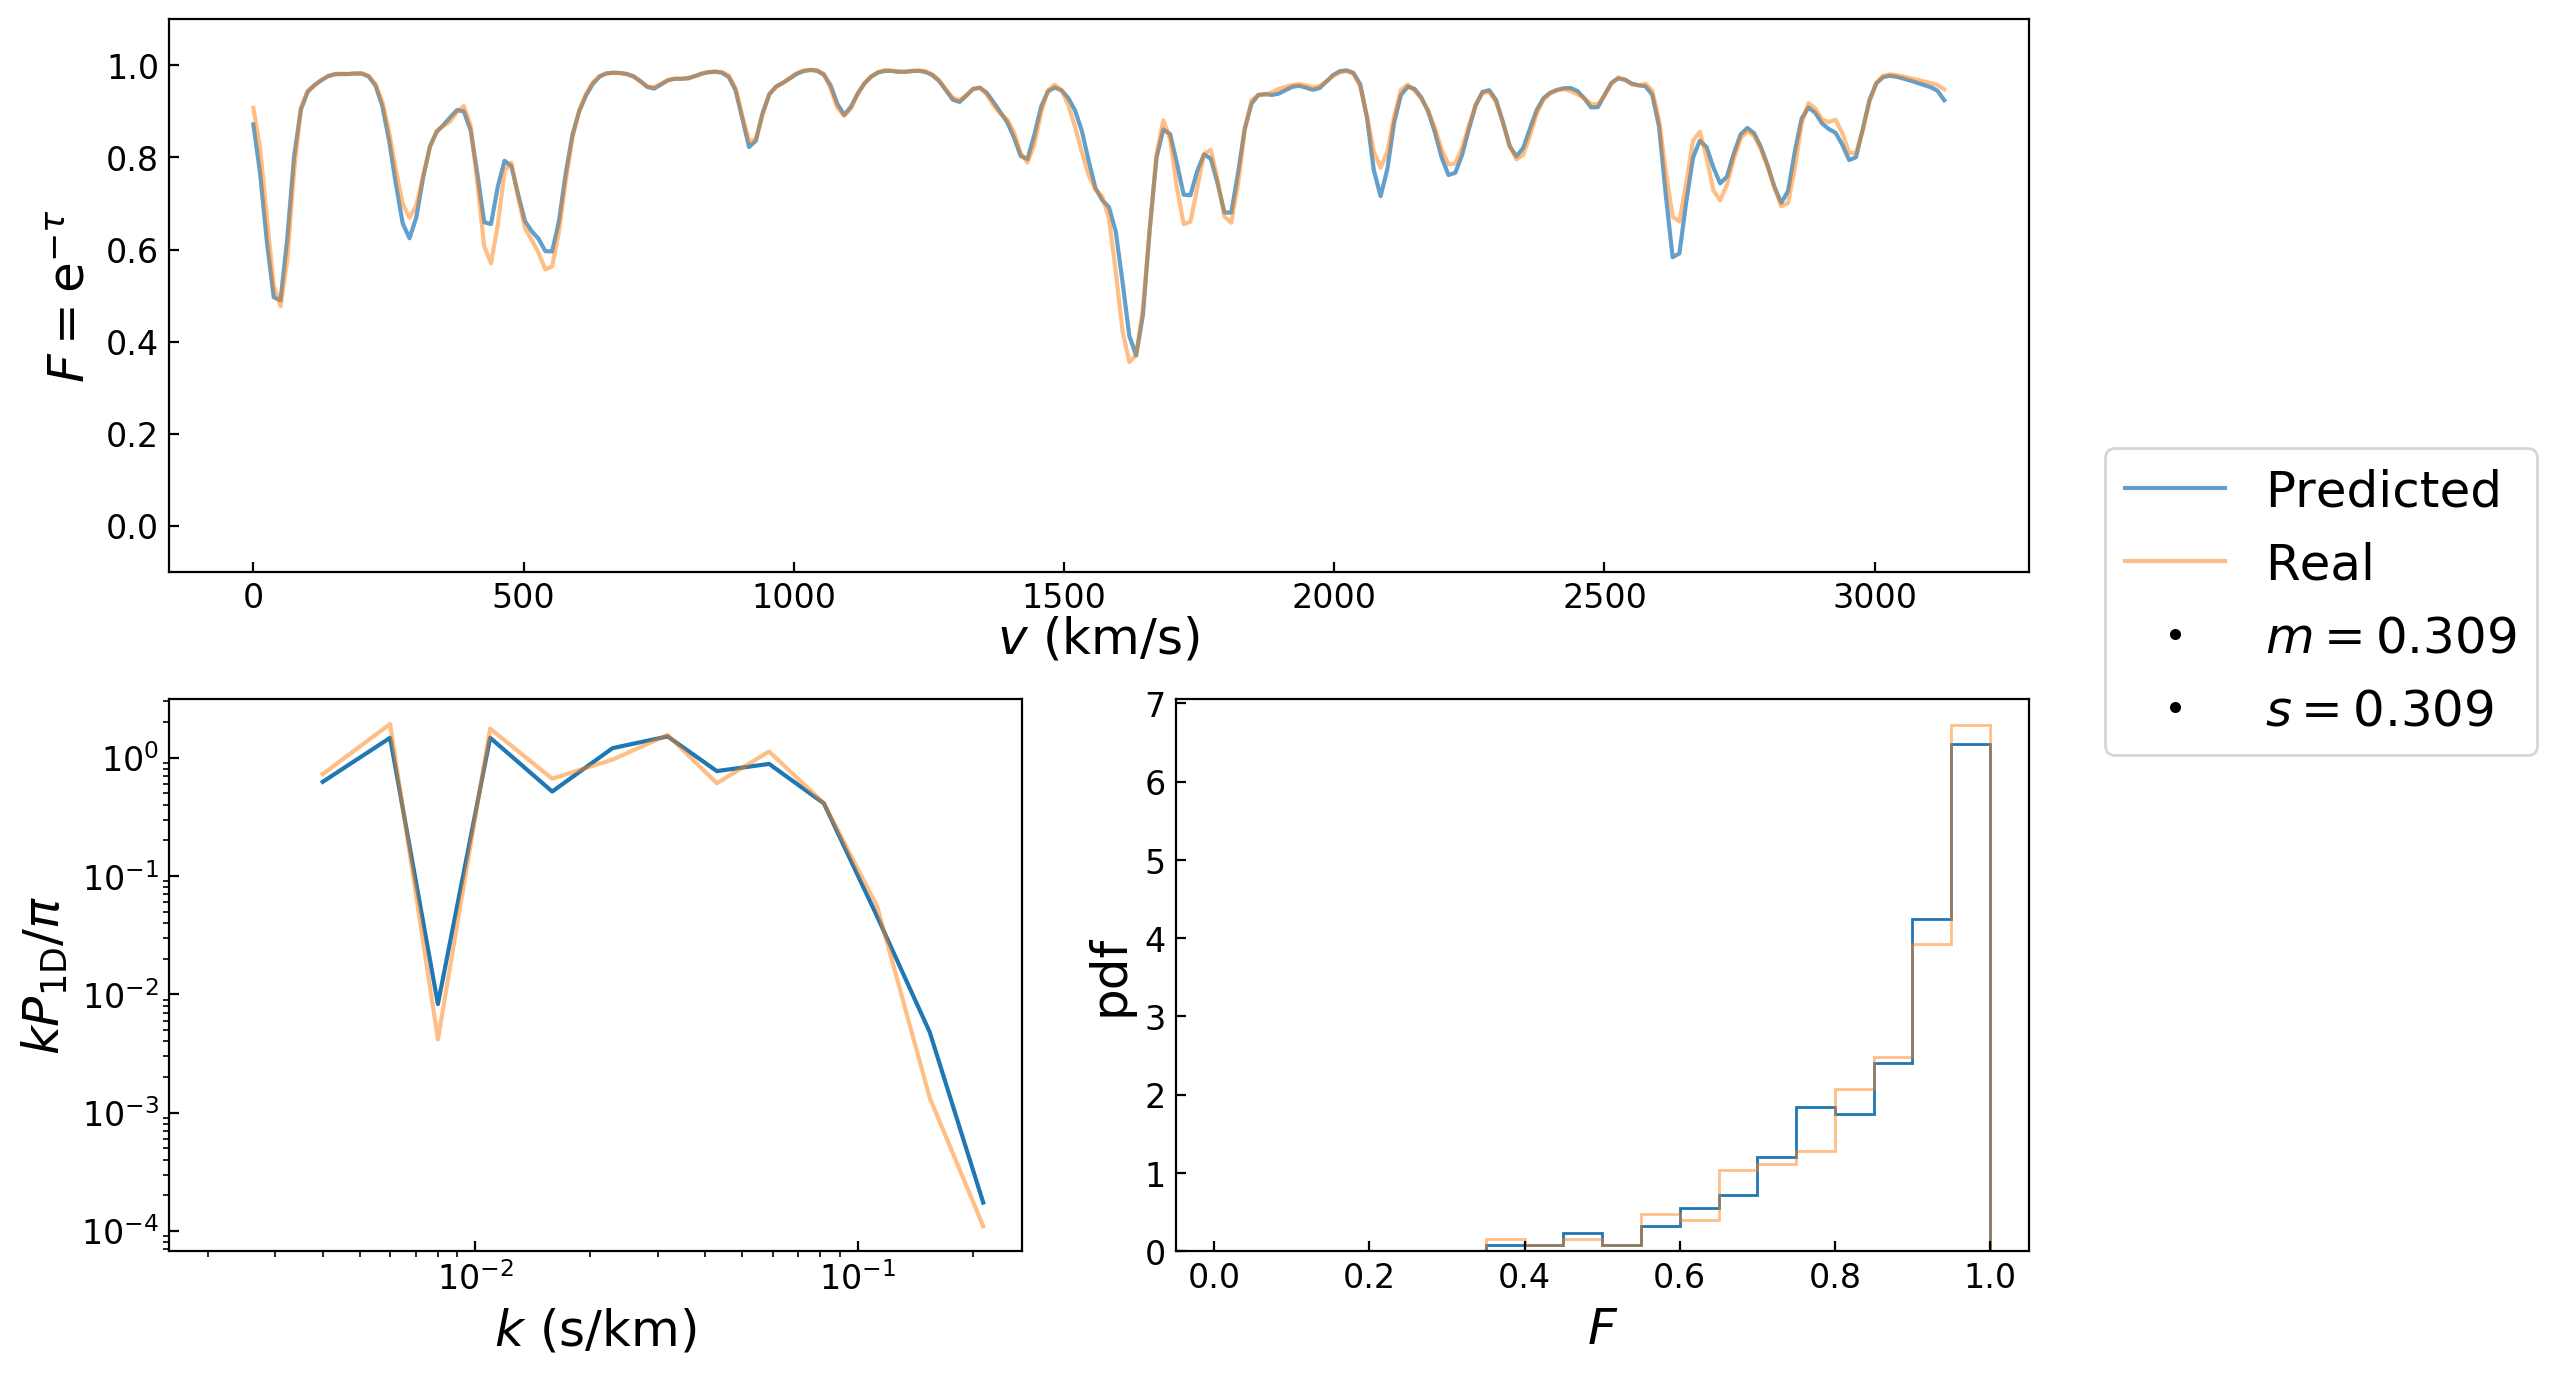 1.0
0.8
0.6
0.4
0.2
0.0
F = e^{-τ}
0 500 1000 1500 2000 2500 3000
v (km/s)
Predicted
Real
m = 0.309
s = 0.309
10^0
10^{-1}
10^{-2}
10^{-3}
10^{-4}
kP_{1D}/π
10^{-2} 10^{-1}
k (s/km)
7
6
5
4
3
2
1
0
pdf
0.0 0.2 0.4 0.6 0.8 1.0
F